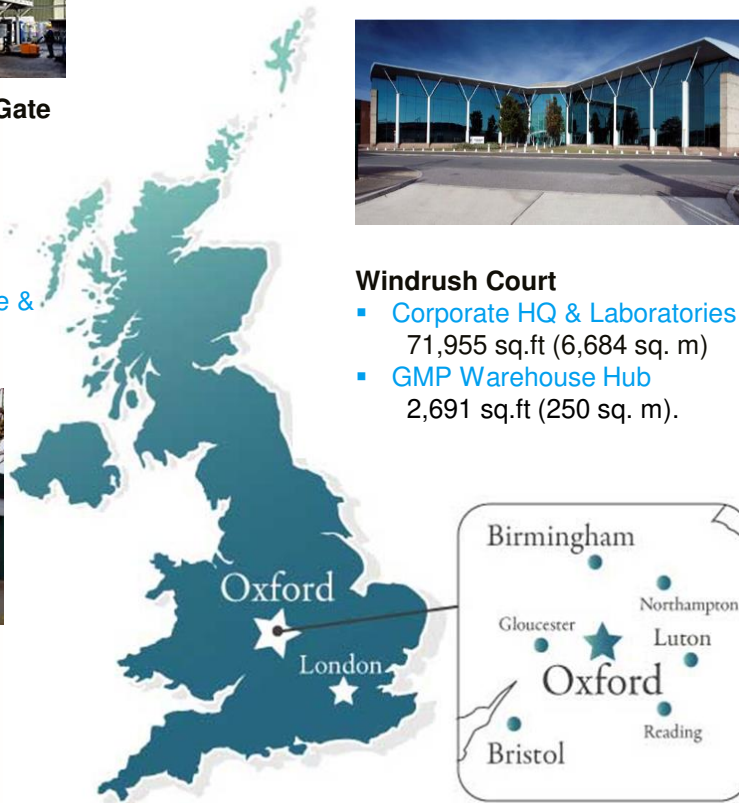 Gate
e &
Windrush Court
▪ Corporate HQ & Laboratories
71,955 sq.ft (6,684 sq. m)
▪ GMP Warehouse Hub
2,691 sq.ft (250 sq. m).
Oxford
London
Birmingham
Northampton
Gloucester
Luton
Oxford
Reading
Bristol